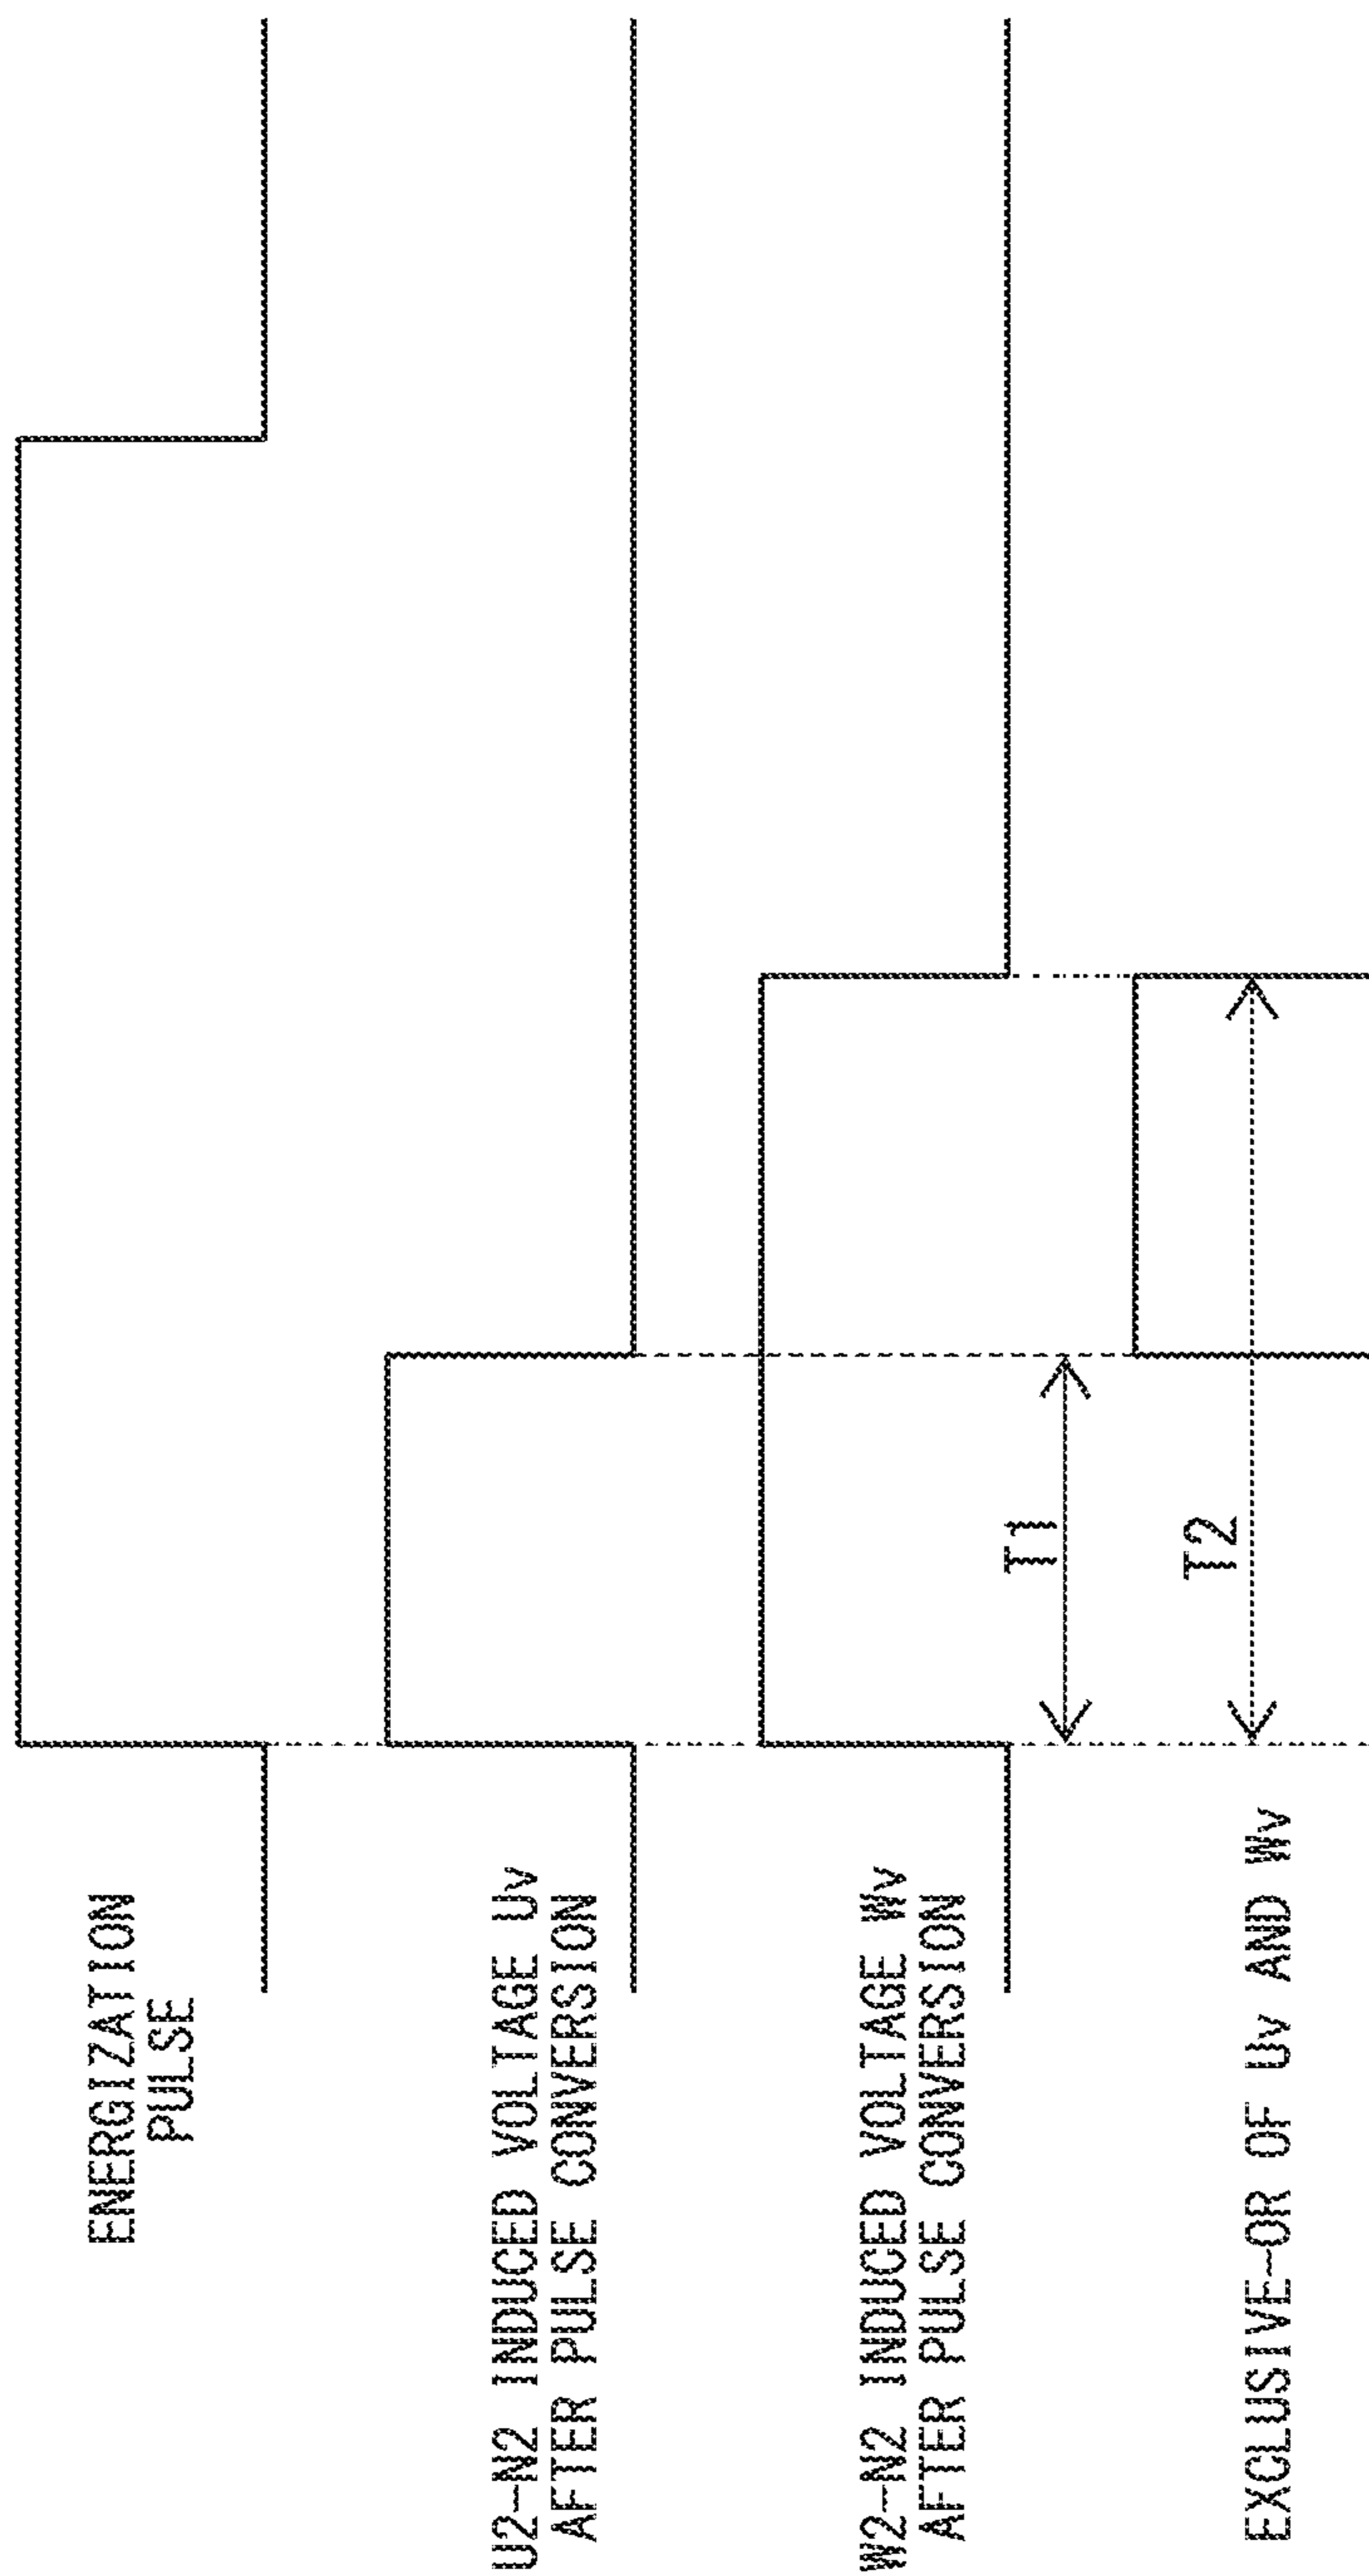 ENERGIZATION
PULSE
U2-N2 INDUCED VOLTAGE Uv
AFTER PULSE CONVERSION
W2-N2 INDUCED VOLTAGE Wv
AFTER PULSE CONVERSION
T1
T2
EXCLUSIVE-OR OF Uv AND Wv